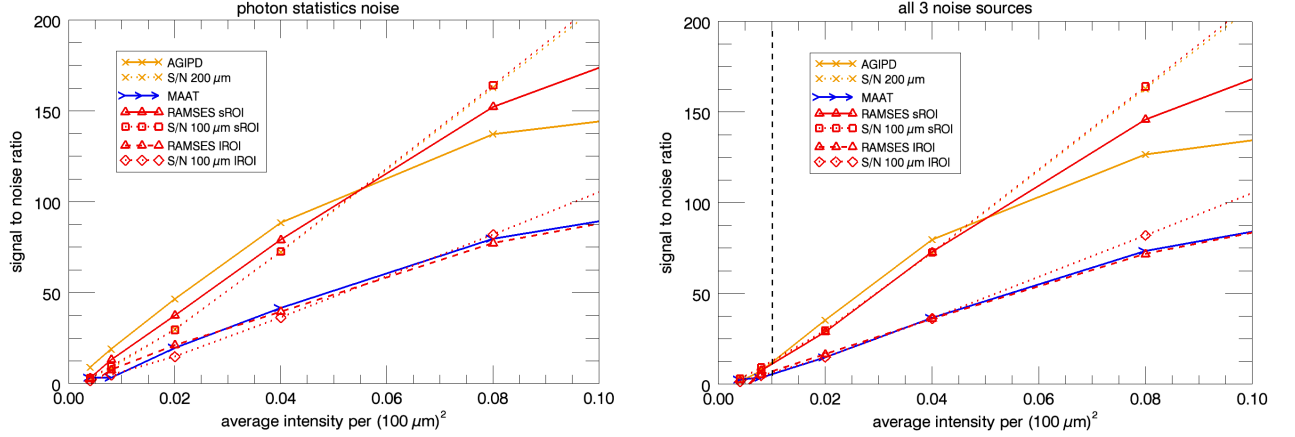 photon statistics noise
200
150
100
50
0
signal to noise ratio
AGIPD
S/N 200 µm
MAAT
RAMSES sROI
S/N 100 µm sROI
RAMSES lROI
S/N 100 µm lROI
0.00 0.02 0.04 0.06 0.08 0.10
average intensity per (100 µm)²
all 3 noise sources
200
150
100
50
0
signal to noise ratio
AGIPD
S/N 200 µm
MAAT
RAMSES sROI
S/N 100 µm sROI
RAMSES lROI
S/N 100 µm lROI
0.00 0.02 0.04 0.06 0.08 0.10
average intensity per (100 µm)²